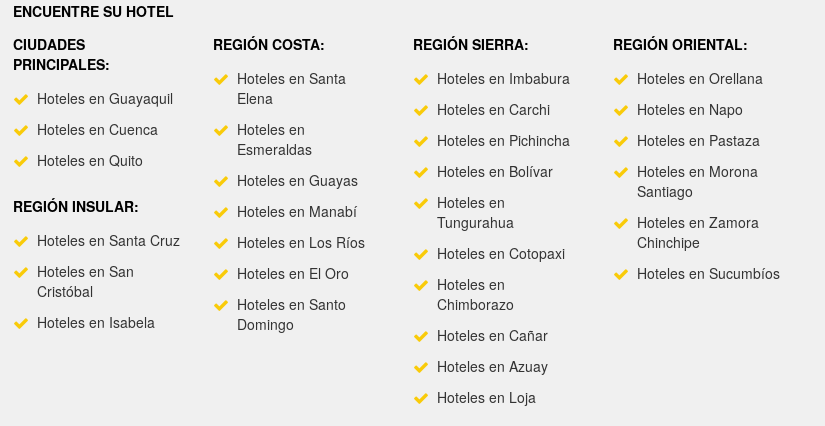 ENCUENTRE SU HOTEL
CIUDADES
PRINCIPALES:
Hoteles en Guayaquil
Hoteles en Cuenca
Hoteles en Quito
REGIÓN INSULAR:
Hoteles en Santa Cruz
Hoteles en San
Cristóbal
Hoteles en Isabela
REGIÓN COSTA:
Hoteles en Santa
Elena
Hoteles en
Esmeraldas
Hoteles en Guayas
Hoteles en Manabí
Hoteles en Los Ríos
Hoteles en El Oro
Hoteles en Santo
Domingo
REGIÓN SIERRA:
Hoteles en Imbabura
Hoteles en Carchi
Hoteles en Pichincha
Hoteles en Bolívar
Hoteles en
Tungurahua
Hoteles en Cotopaxi
Hoteles en
Chimborazo
Hoteles en Cañar
Hoteles en Azuay
Hoteles en Loja
REGIÓN ORIENTAL:
Hoteles en Orellana
Hoteles en Napo
Hoteles en Pastaza
Hoteles en Morona
Santiago
Hoteles en Zamora
Chinchipe
Hoteles en Sucumbíos